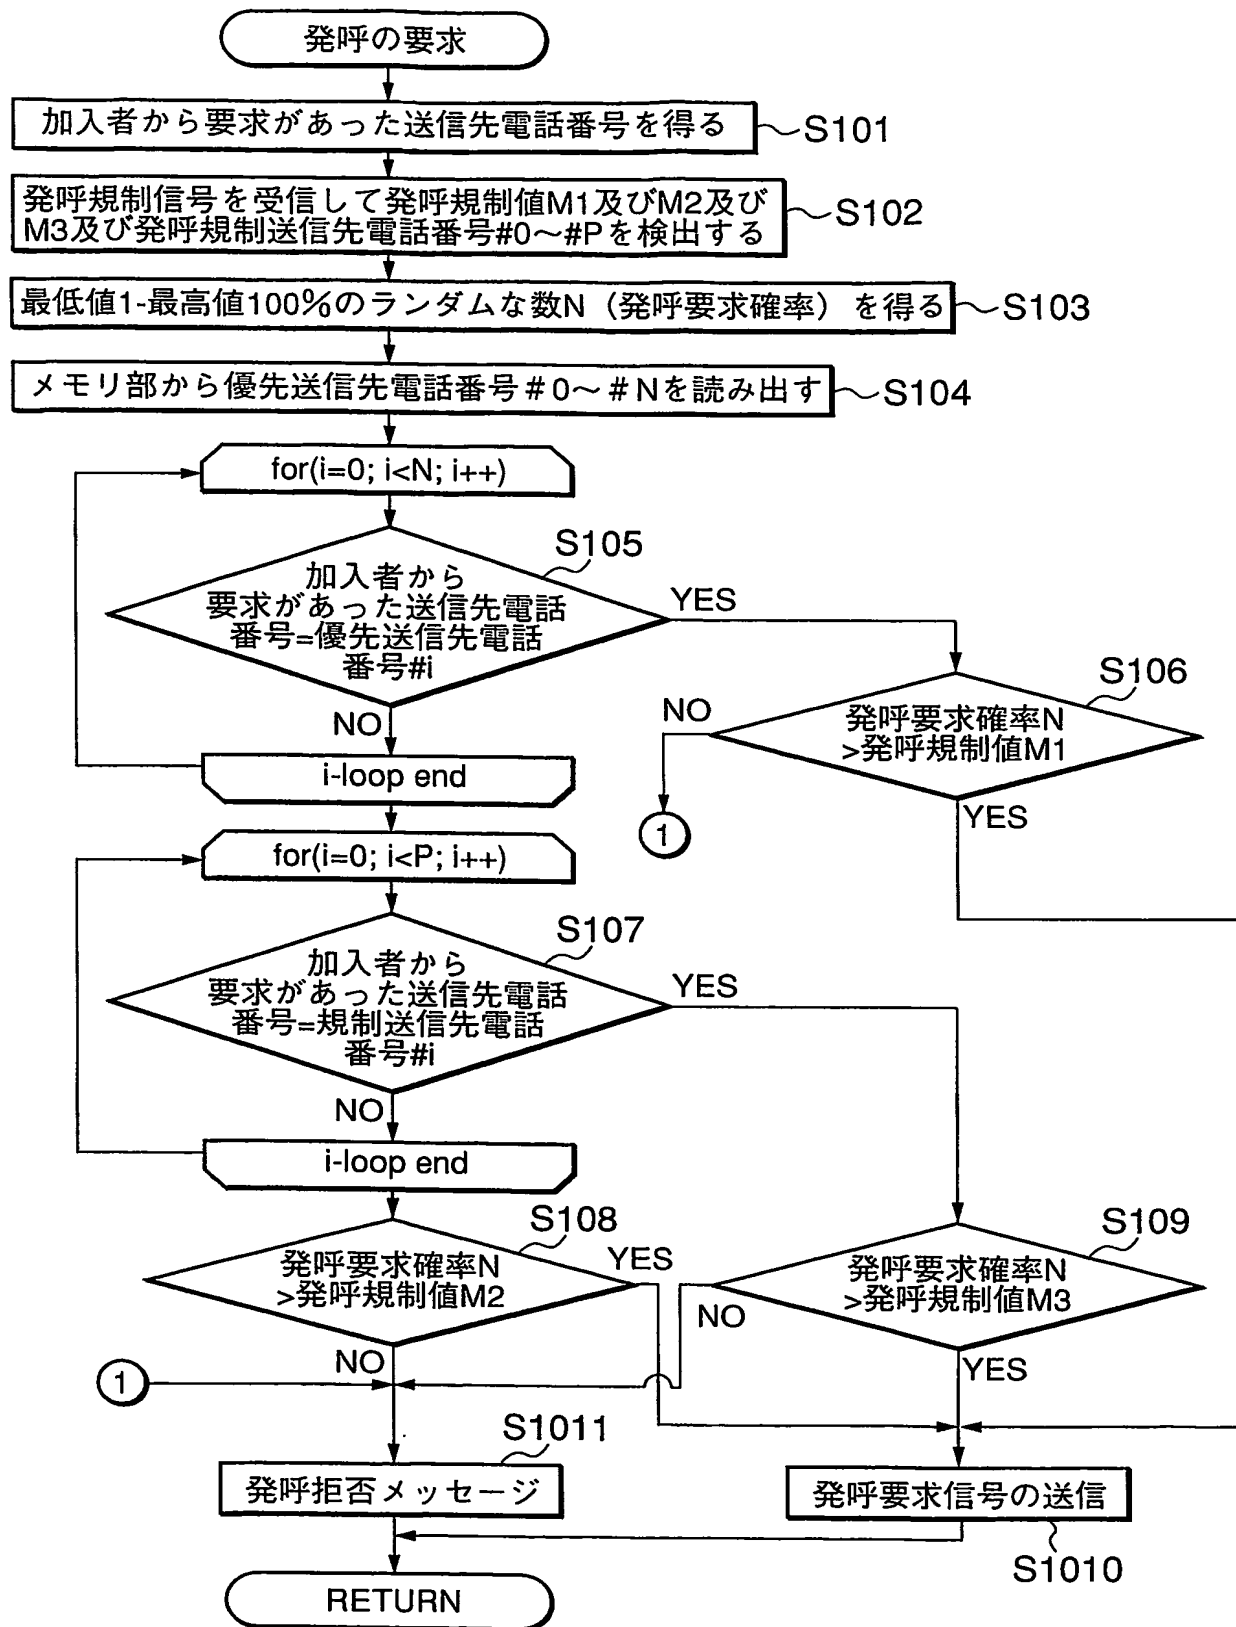 発呼の要求
加入者から要求があった送信先電話番号を得る
S101
発呼規制信号を受信して発呼規制値M1及びM2及び
M3及び発呼規制送信先電話番号#0～#Pを検出する
S102
最低値1-最高値100%のランダムな数N（発呼要求確率）を得る
S103
メモリ部から優先送信先電話番号＃0～＃Nを読み出す
S104
for(i=0; i<N; i++)
S105
加入者から
要求があった送信先電話
番号=優先送信先電話
番号#i
YES
NO
S106
発呼要求確率N
>発呼規制値M1
NO
YES
1
i-loop end
for(i=0; i<P; i++)
S107
加入者から
要求があった送信先電話
番号=規制送信先電話
番号#i
YES
NO
i-loop end
S108
発呼要求確率N
>発呼規制値M2
YES
NO
S109
発呼要求確率N
>発呼規制値M3
NO
YES
1
S1011
発呼拒否メッセージ
発呼要求信号の送信
S1010
RETURN